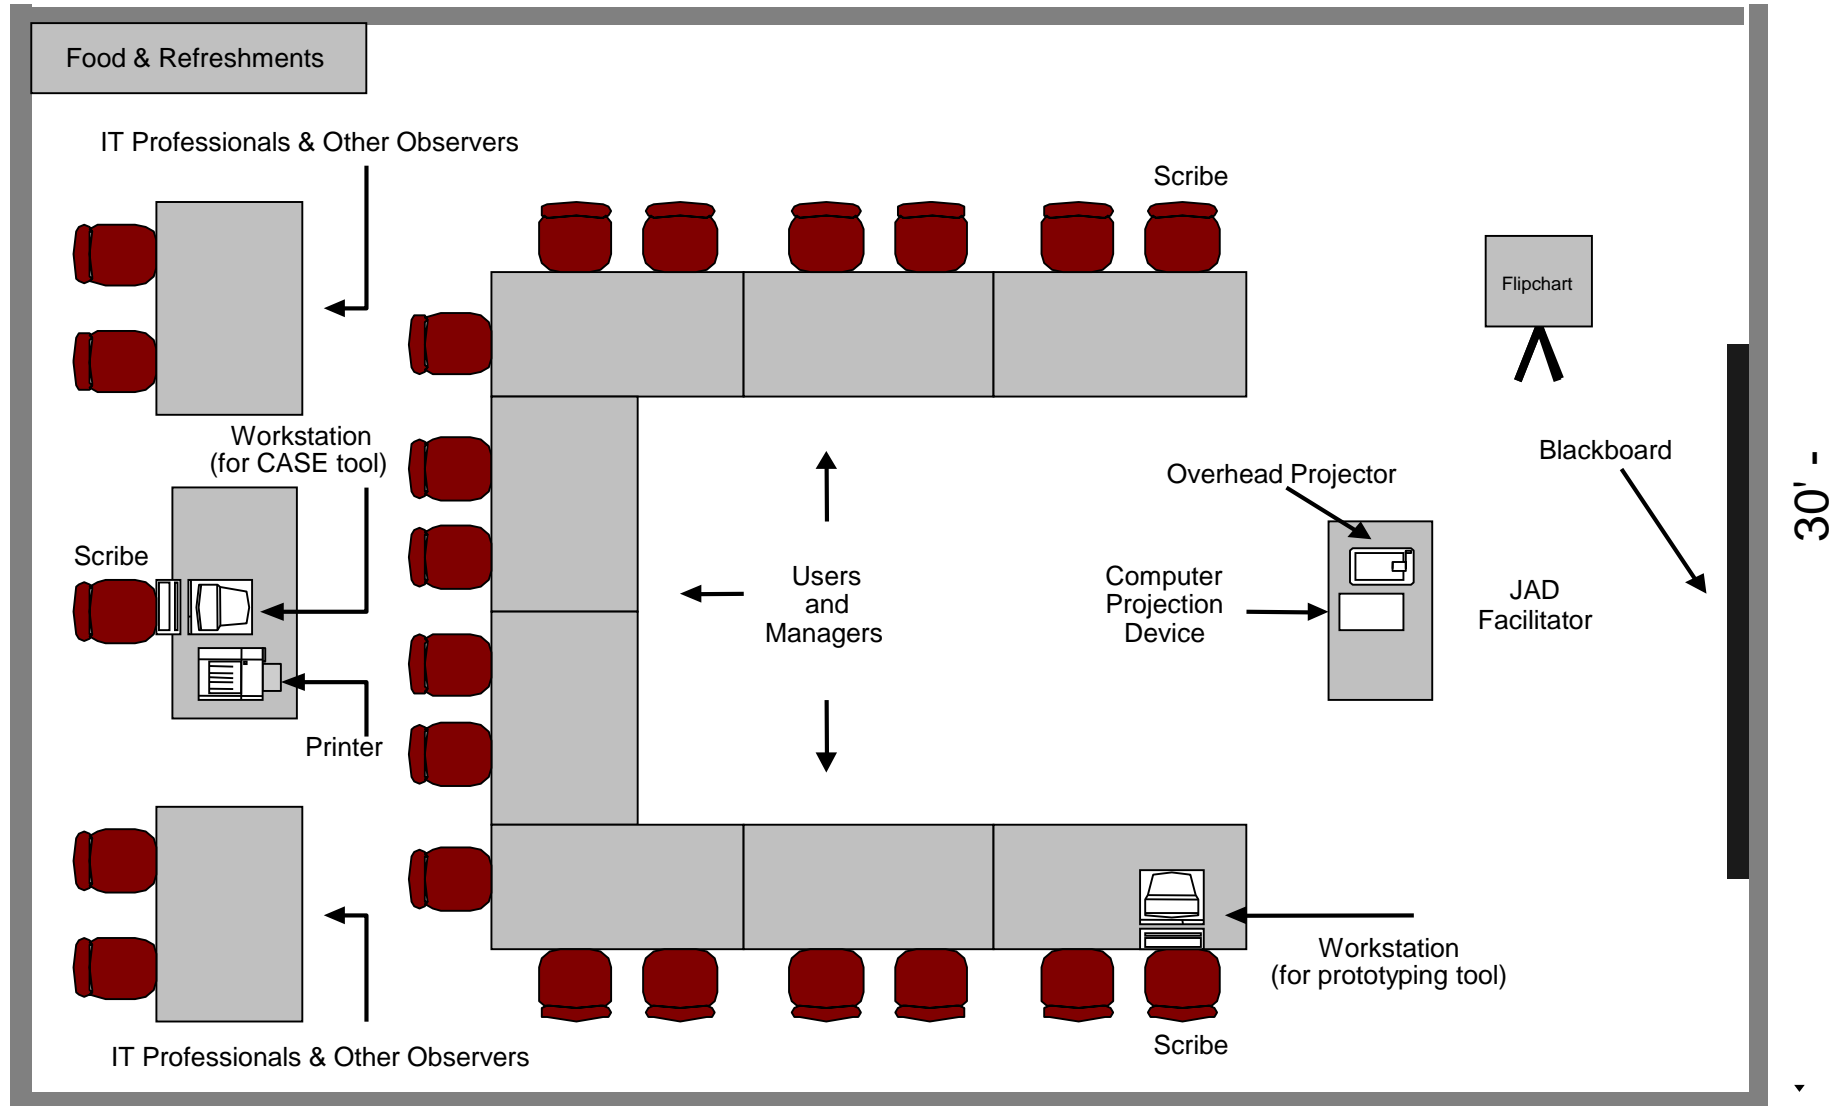 Food & Refreshments
IT Professionals & Other Observers
Scribe
Flipchart
Workstation
(for CASE tool)
Blackboard
Overhead Projector
30' -
Scribe
Users
and
Managers
Computer
Projection
Device
JAD
Facilitator
Printer
Workstation
(for prototyping tool)
Scribe
IT Professionals & Other Observers